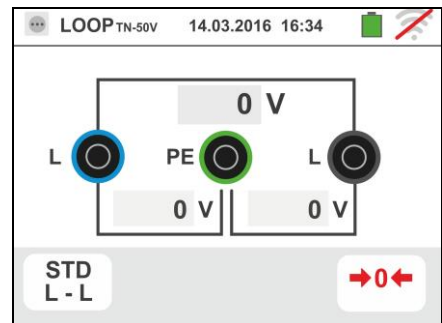 LOOP TN-50V 14.03.2016 16:34
0 V
L PE L
0 V 0 V
STD
L - L
0